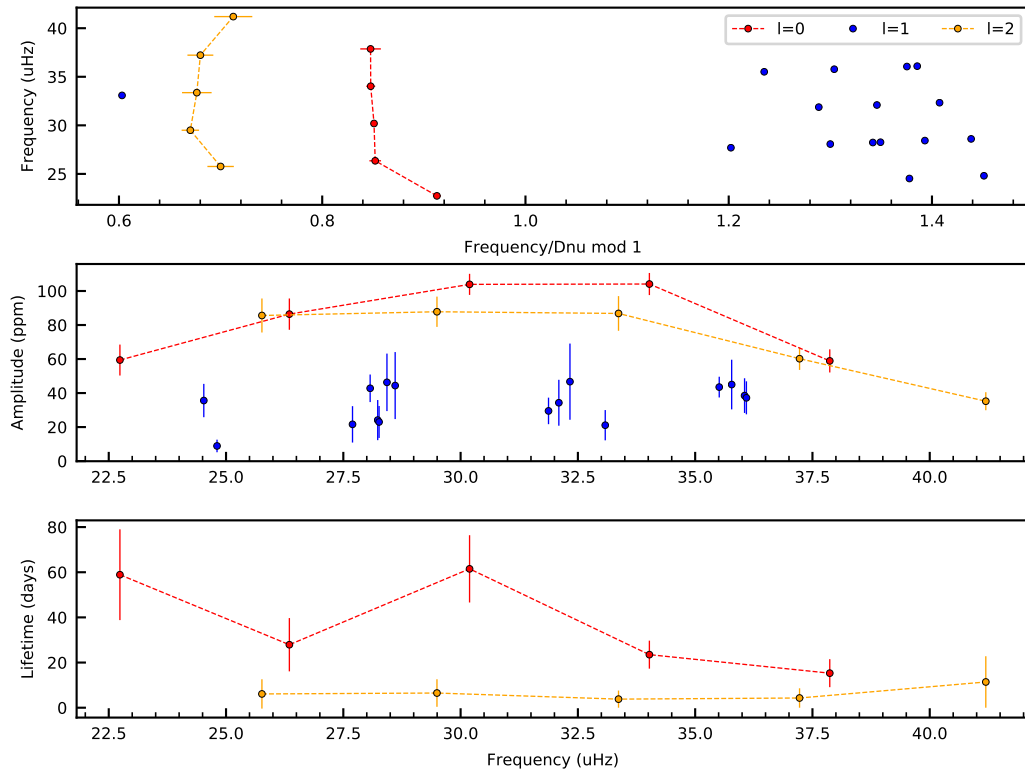 l=0 l=1 l=2
Frequency (uHz)
40
35
30
25
0.6 0.8 1.0 1.2 1.4
Frequency/Dnu mod 1
Amplitude (ppm)
100
80
60
40
20
0
22.5 25.0 27.5 30.0 32.5 35.0 37.5 40.0
Lifetime (days)
80
60
40
20
0
22.5 25.0 27.5 30.0 32.5 35.0 37.5 40.0
Frequency (uHz)